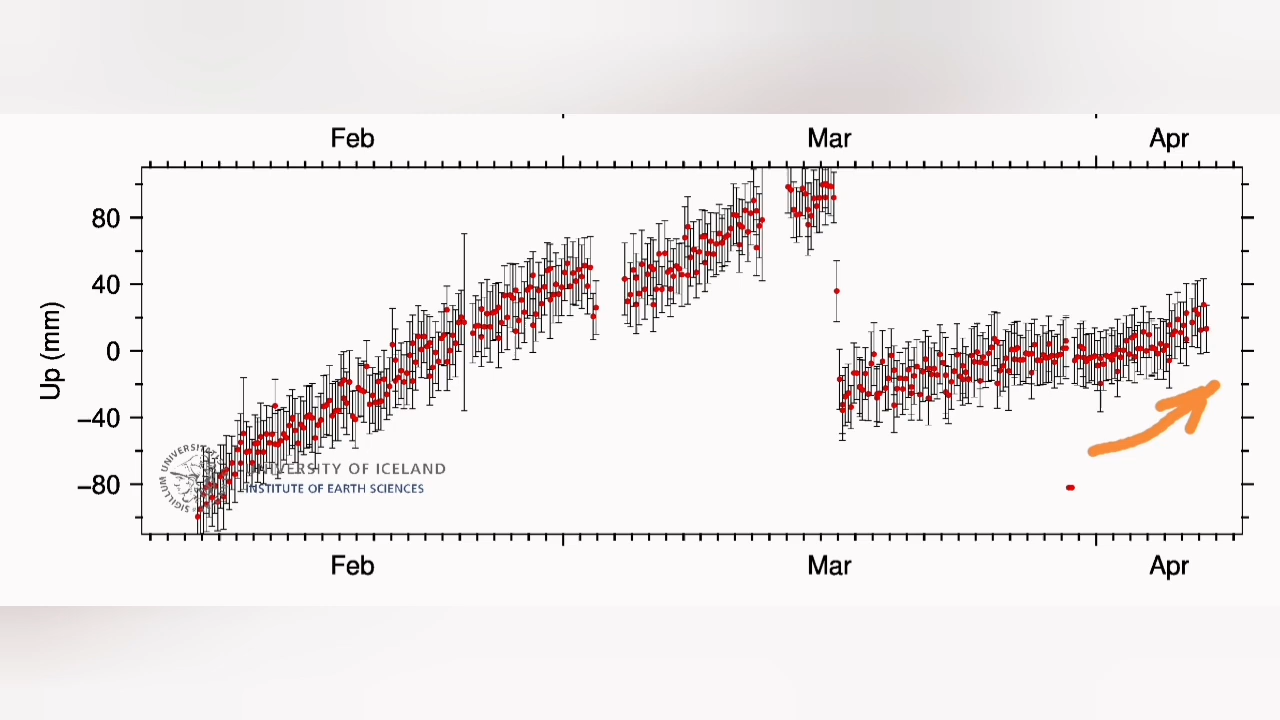 Feb Mar Apr
80
40
0
−40
−80
Up (mm)
UNIVERSITY OF ICELAND
INSTITUTE OF EARTH SCIENCES
Feb Mar Apr